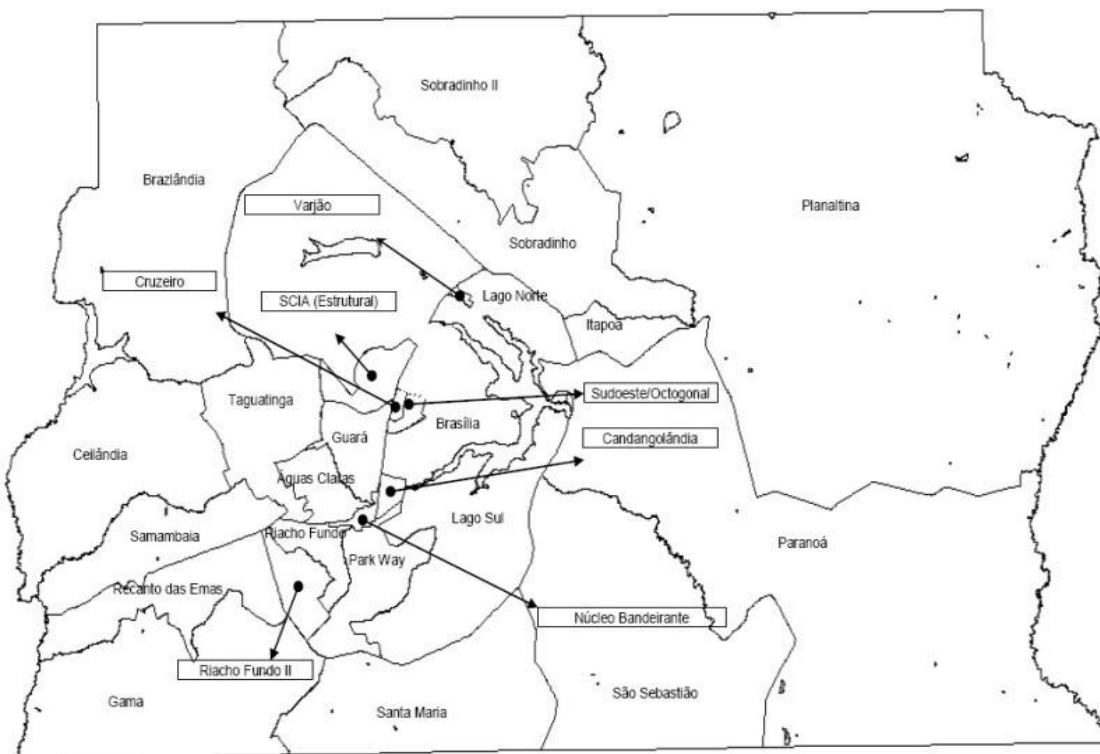 Sobradinho II
Brazlândia
Varjão
Planaltina
Sobradinho
Cruzeiro
SCIA (Estrutural)
Lago Norte
Itapoã
Sudoeste/Octogonal
Taguatinga
Brasília
Guará
Candangolândia
Ceilândia
Águas Claras
Lago Sul
Samambaia
Riacho Fundo
Paranoá
Park Way
Recanto das Emas
Núcleo Bandeirante
Riacho Fundo II
São Sebastião
Gama
Santa Maria